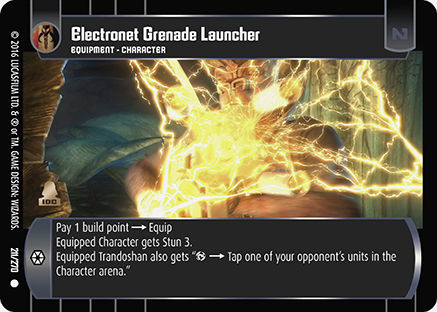 Electronet Grenade Launcher
EQUIPMENT - CHARACTER
N
© 2016 LUCASFILM LTD. & ® or TM. GAME DESIGN: WIZARDS.
211/270
IDC
Pay 1 build point → Equip
Equipped Character gets Stun 3.
Equipped Trandoshan also gets “ → Tap one of your opponent's units in the
Character arena.”